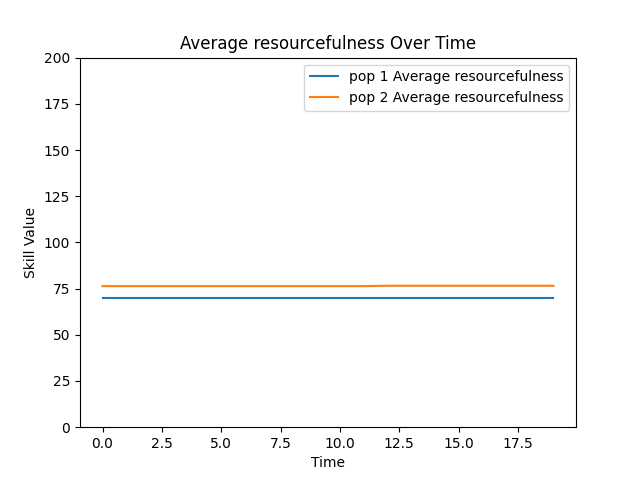 Average resourcefulness Over Time
pop 1 Average resourcefulness
pop 2 Average resourcefulness
200
175
150
125
100
75
50
25
0
Skill Value
0.0 2.5 5.0 7.5 10.0 12.5 15.0 17.5
Time